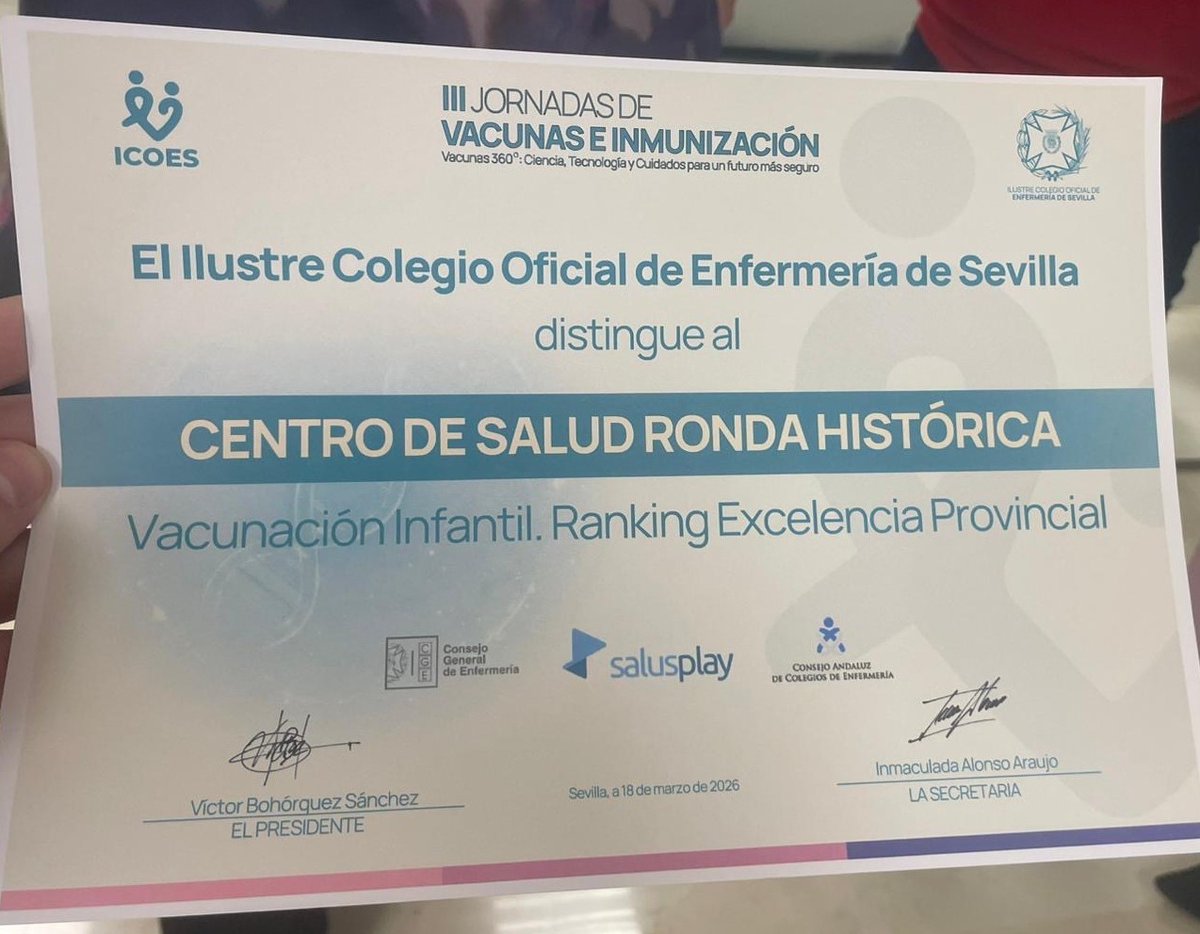 ICOES
III JORNADAS DE
VACUNAS E INMUNIZACIÓN
Vacunas 360º: Ciencia, Tecnología y Cuidados para un futuro más seguro
ILUSTRE COLEGIO OFICIAL DE
ENFERMERÍA DE SEVILLA
El Ilustre Colegio Oficial de Enfermería de Sevilla
distingue al
CENTRO DE SALUD RONDA HISTÓRICA
Vacunación Infantil. Ranking Excelencia Provincial
CGE
Consejo
General
de Enfermería
salusplay
CONSEJO ANDALUZ
DE COLEGIOS DE ENFERMERÍA
Víctor Bohórquez Sánchez
EL PRESIDENTE
Sevilla, a 18 de marzo de 2026
Inmaculada Alonso Araujo
LA SECRETARIA